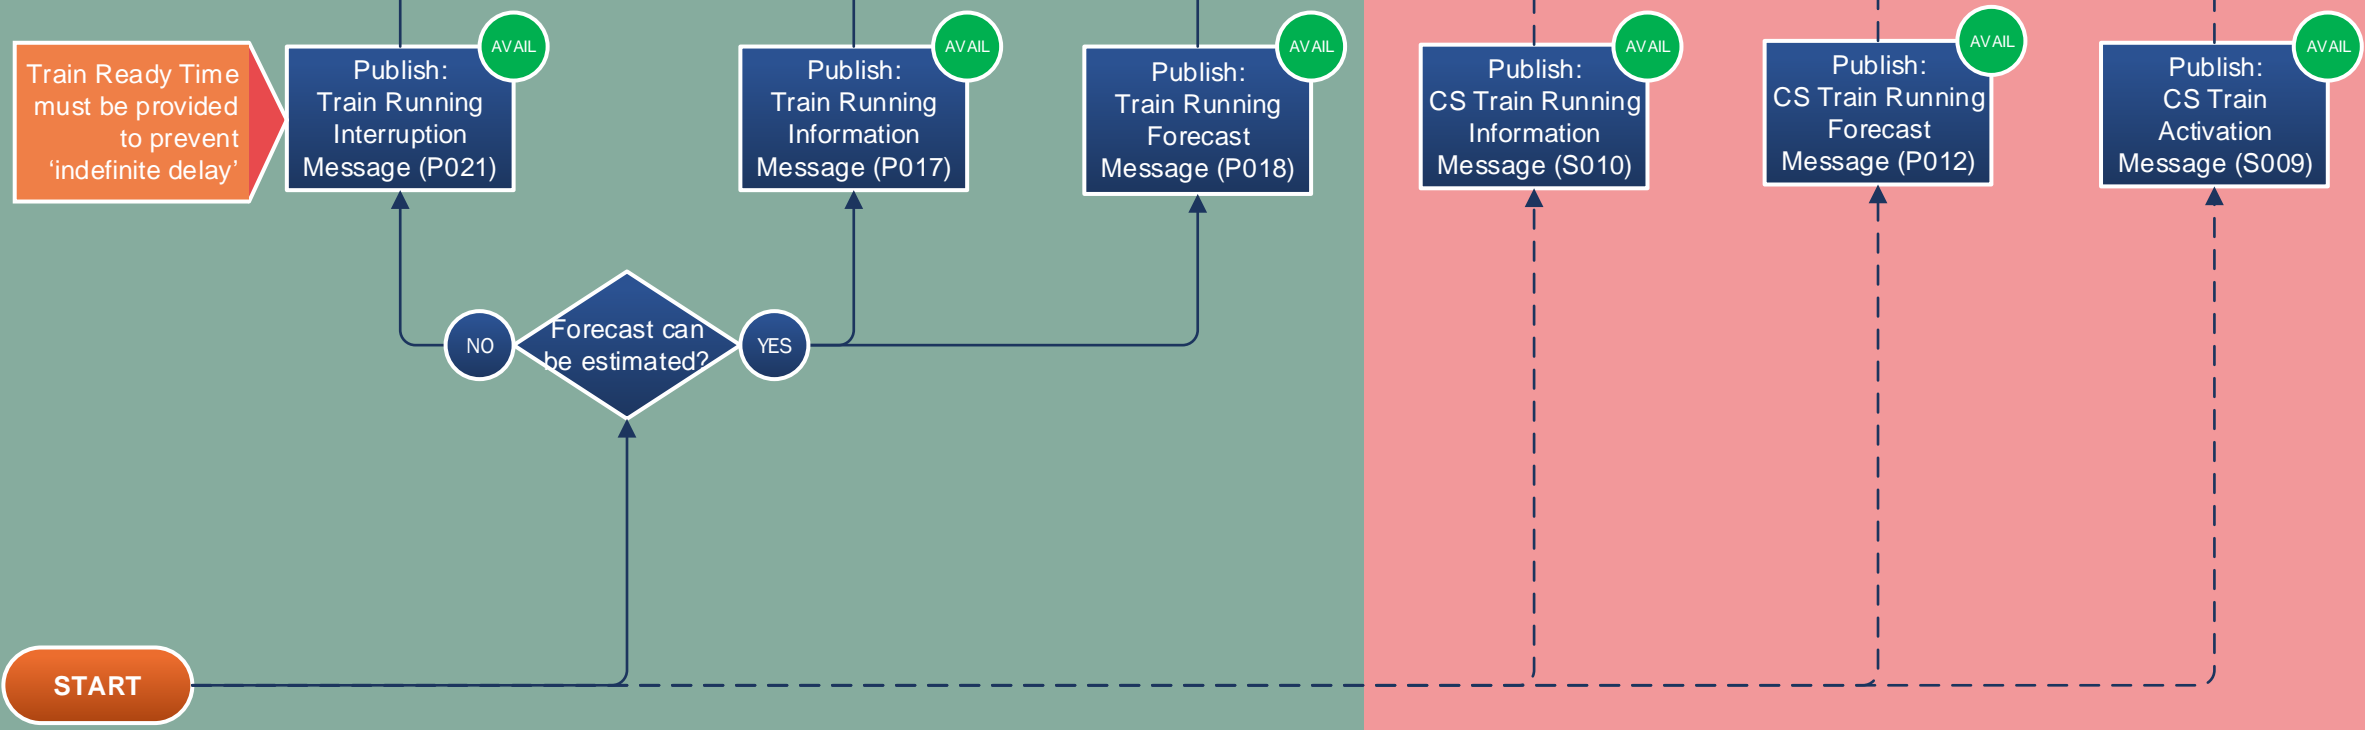 Train Ready Time
must be provided
to prevent
‘indefinite delay’
Publish:
Train Running
Interruption
Message (P021)
AVAIL
Publish:
Train Running
Information
Message (P017)
AVAIL
Publish:
Train Running
Forecast
Message (P018)
AVAIL
Publish:
CS Train Running
Information
Message (S010)
AVAIL
Publish:
CS Train Running
Forecast
Message (P012)
AVAIL
Publish:
CS Train
Activation
Message (S009)
AVAIL
NO
Forecast can
be estimated?
YES
START